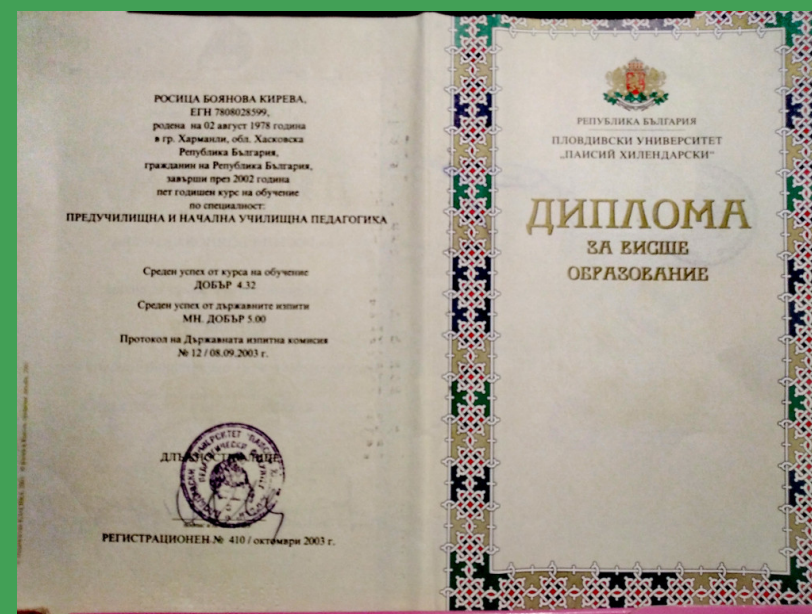 РОСИЦА БОЯНОВА КИРЕВА,
ЕГН 7808028599,
родена на 02 август 1978 година
в гр. Харманли, обл. Хасковска
Република България,
гражданин на Република България,
завърши през 2002 година
пет годишен курс на обучение
по специалност:
ПРЕДУЧИЛИЩНА И НАЧАЛНА УЧИЛИЩНА ПЕДАГОГИКА
Среден успех от курса на обучение
ДОБЪР 4.32
Среден успех от държавните изпити
МН. ДОБЪР 5.00
Протокол на Държавната изпитна комисия
№ 12 / 08.09.2003 г.
РЕГИСТРАЦИОНЕН № 410 / октомври 2003 г.
РЕПУБЛИКА БЪЛГАРИЯ
ПЛОВДИВСКИ УНИВЕРСИТЕТ
„ПАИСИЙ ХИЛЕНДАРСКИ“
ДИПЛОМА
ЗА ВИСШЕ
ОБРАЗОВАНИЕ